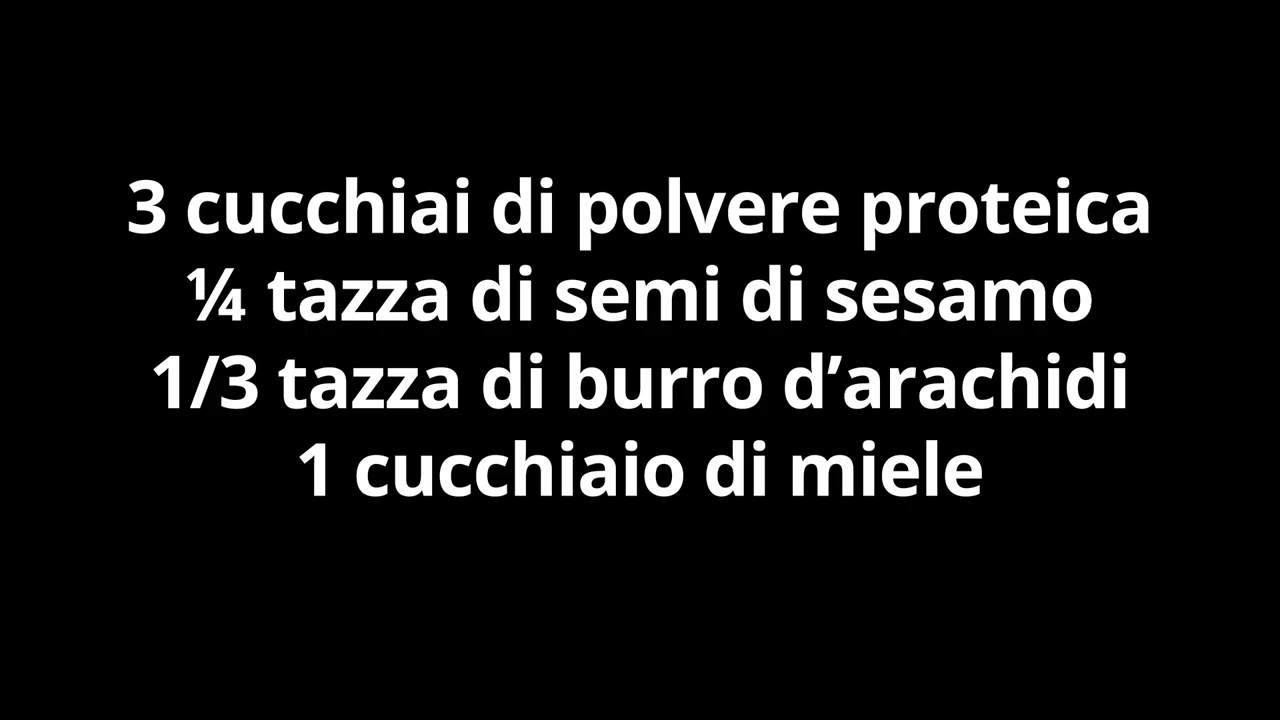 3 cucchiai di polvere proteica
¼ tazza di semi di sesamo
1/3 tazza di burro d’arachidi
1 cucchiaio di miele